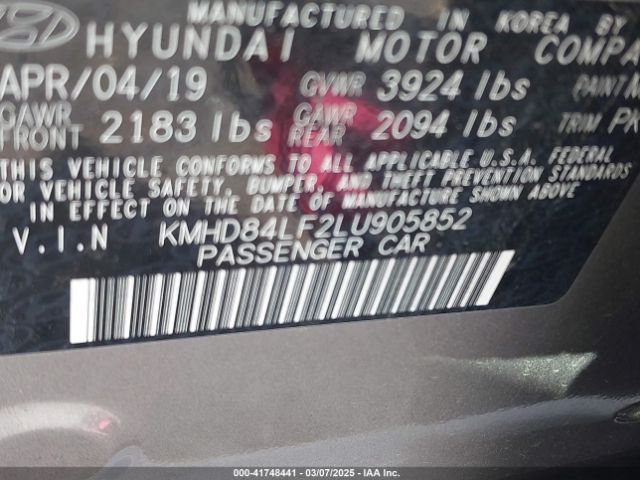 MANUFACTURED IN KOREA BY
HYUNDAI MOTOR COMPA
APR/04/19 GVWR 3924 lbs PAINT
GAWR FRONT 2183 lbs GAWR REAR 2094 lbs TRIM PK
THIS VEHICLE CONFORMS TO ALL APPLICABLE U.S.A. FEDERAL
OR VEHICLE SAFETY, BUMPER, AND THEFT PREVENTION STANDARDS
IN EFFECT ON THE DATE OF MANUFACTURE SHOWN ABOVE
V.I.N KMHD84LF2LU905852
PASSENGER CAR
000-41748441 — 03/07/2025 — IAA Inc.